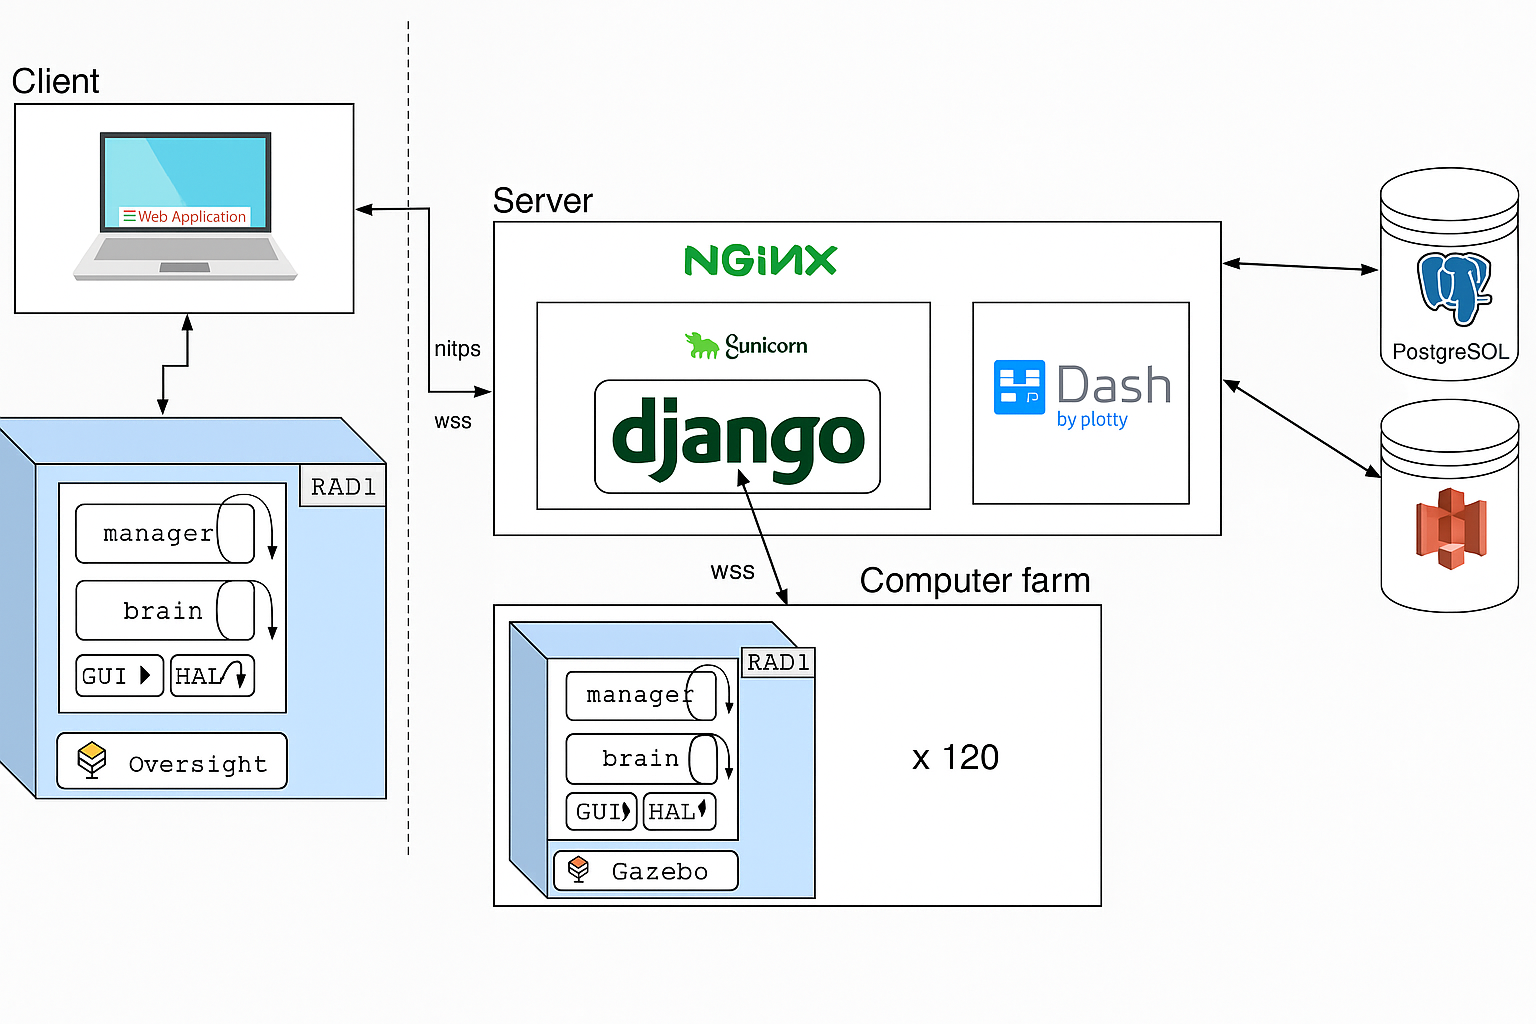 Client
Web Application
nitps
wss
RAD1
manager
brain
GUI
HAL
Oversight
Server
NGiNX
gunicorn
django
Dash
by plotty
wss
Computer farm
RAD1
manager
brain
GUI
HAL
Gazebo
x 120
PostgreSOL